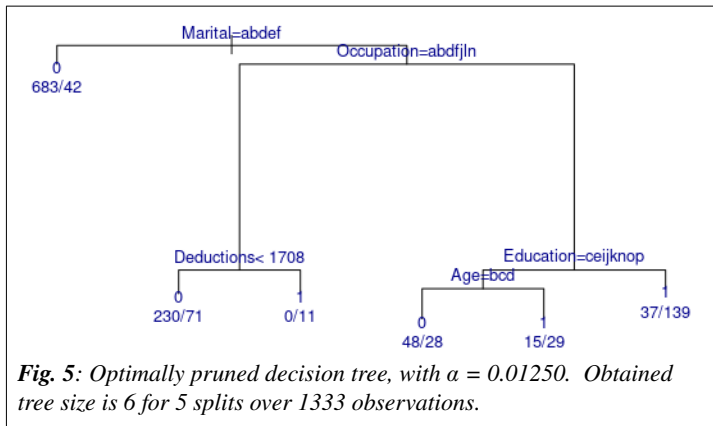 Marital=abdef
Occupation=abdfjln
0
683/42
Deductions< 1708
Education=ceijknop
Age=bcd
0
230/71
1
0/11
0
48/28
1
15/29
1
37/139
Fig. 5: Optimally pruned decision tree, with α = 0.01250. Obtained
tree size is 6 for 5 splits over 1333 observations.